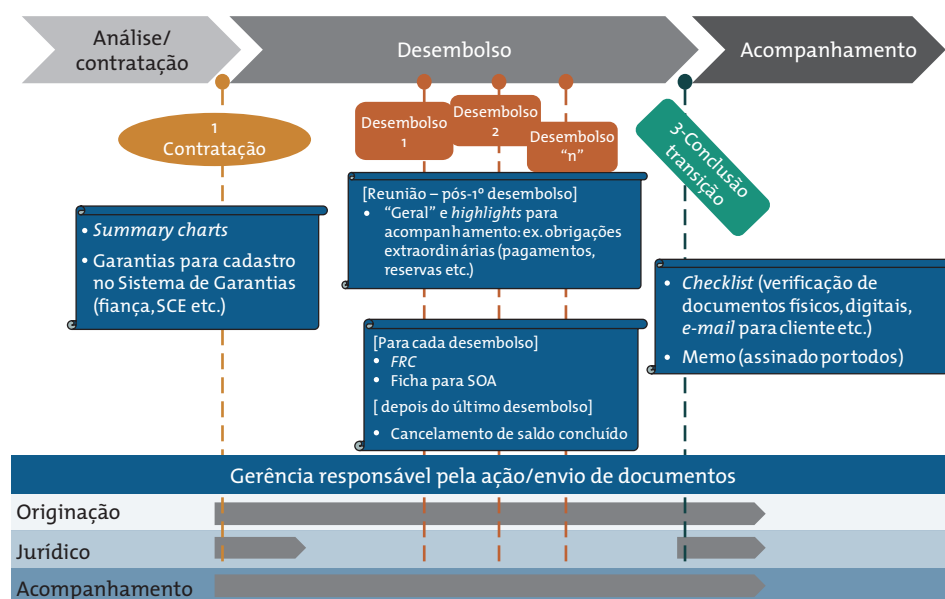 Análise/
contratação
Desembolso
Acompanhamento
1
Contratação
Desembolso
1
Desembolso
2
Desembolso
“n”
3-Conclusão
transição
• Summary charts
• Garantias para cadastro
no Sistema de Garantias
(fiança, SCE etc.)
[Reunião – pós-1º desembolso]
• “Geral” e highlights para
acompanhamento: ex. obrigações
extraordinárias (pagamentos,
reservas etc.)
[Para cada desembolso]
• FRC
• Ficha para SOA
[ depois do último desembolso]
• Cancelamento de saldo concluído
• Checklist (verificação de
documentos físicos, digitais,
e-mail para cliente etc.)
• Memo (assinado portodos)
Gerência responsável pela ação/envio de documentos
Originação
Jurídico
Acompanhamento